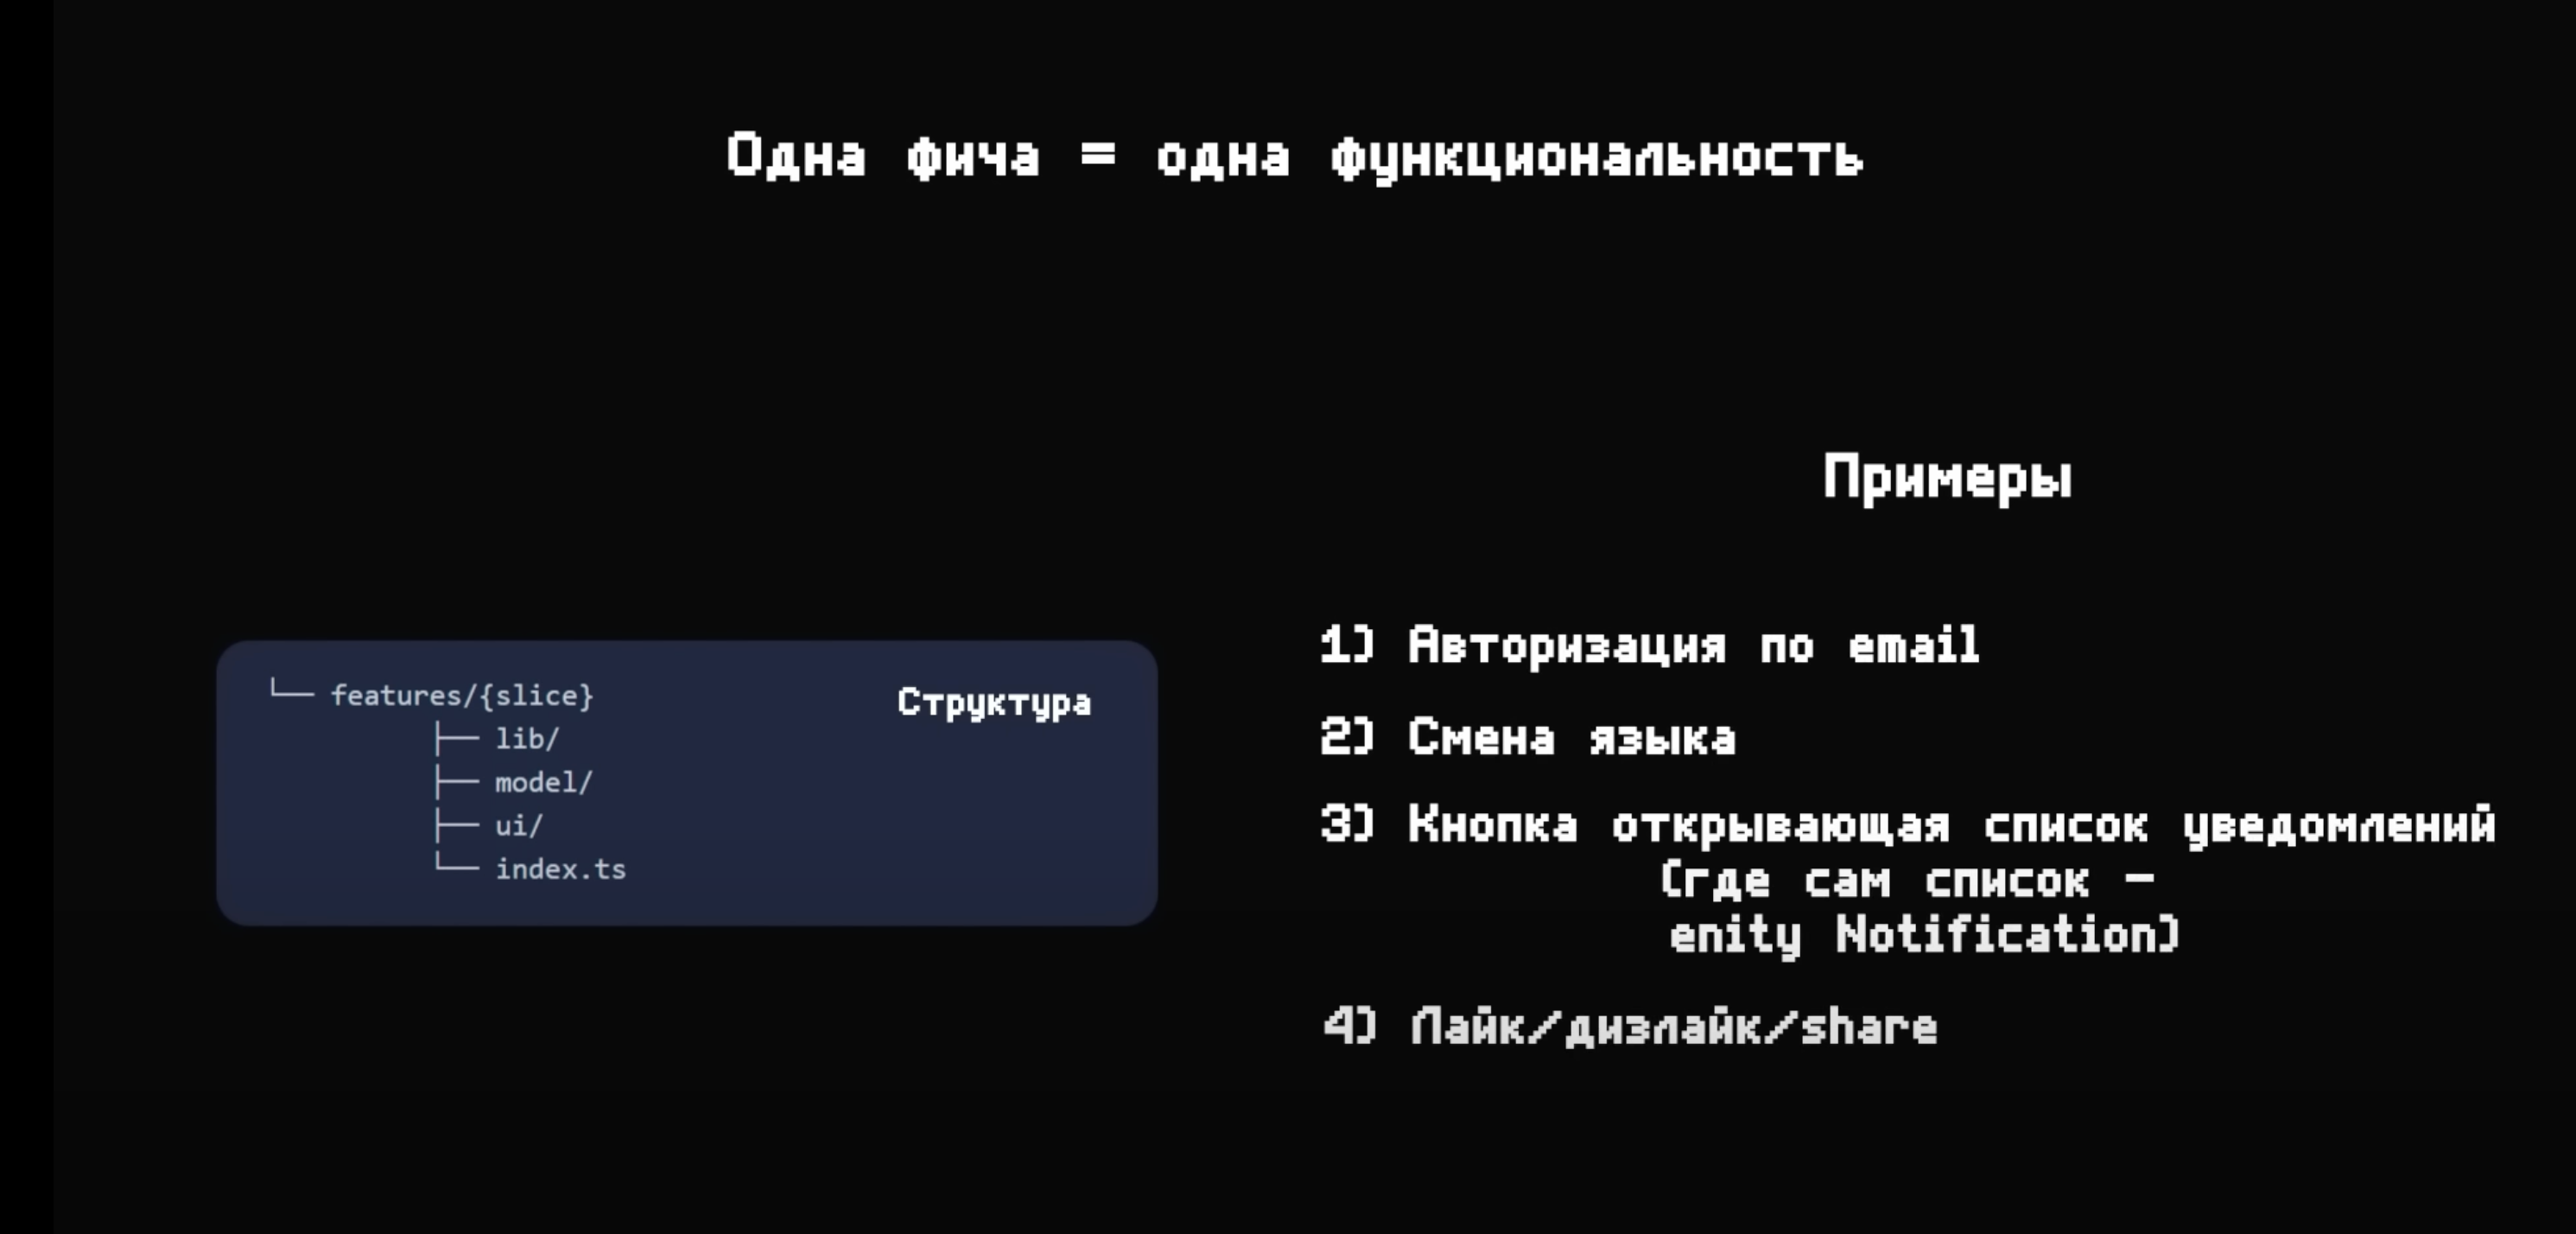 Одна фича = одна функциональность
└── features/{slice}
├── lib/
├── model/
├── ui/
└── index.ts
Структура
Примеры
1) Авторизация по email
2) Смена языка
3) Кнопка открывающая список уведомлений
(где сам список –
enity Notification)
4) Лайк/дизлайк/share